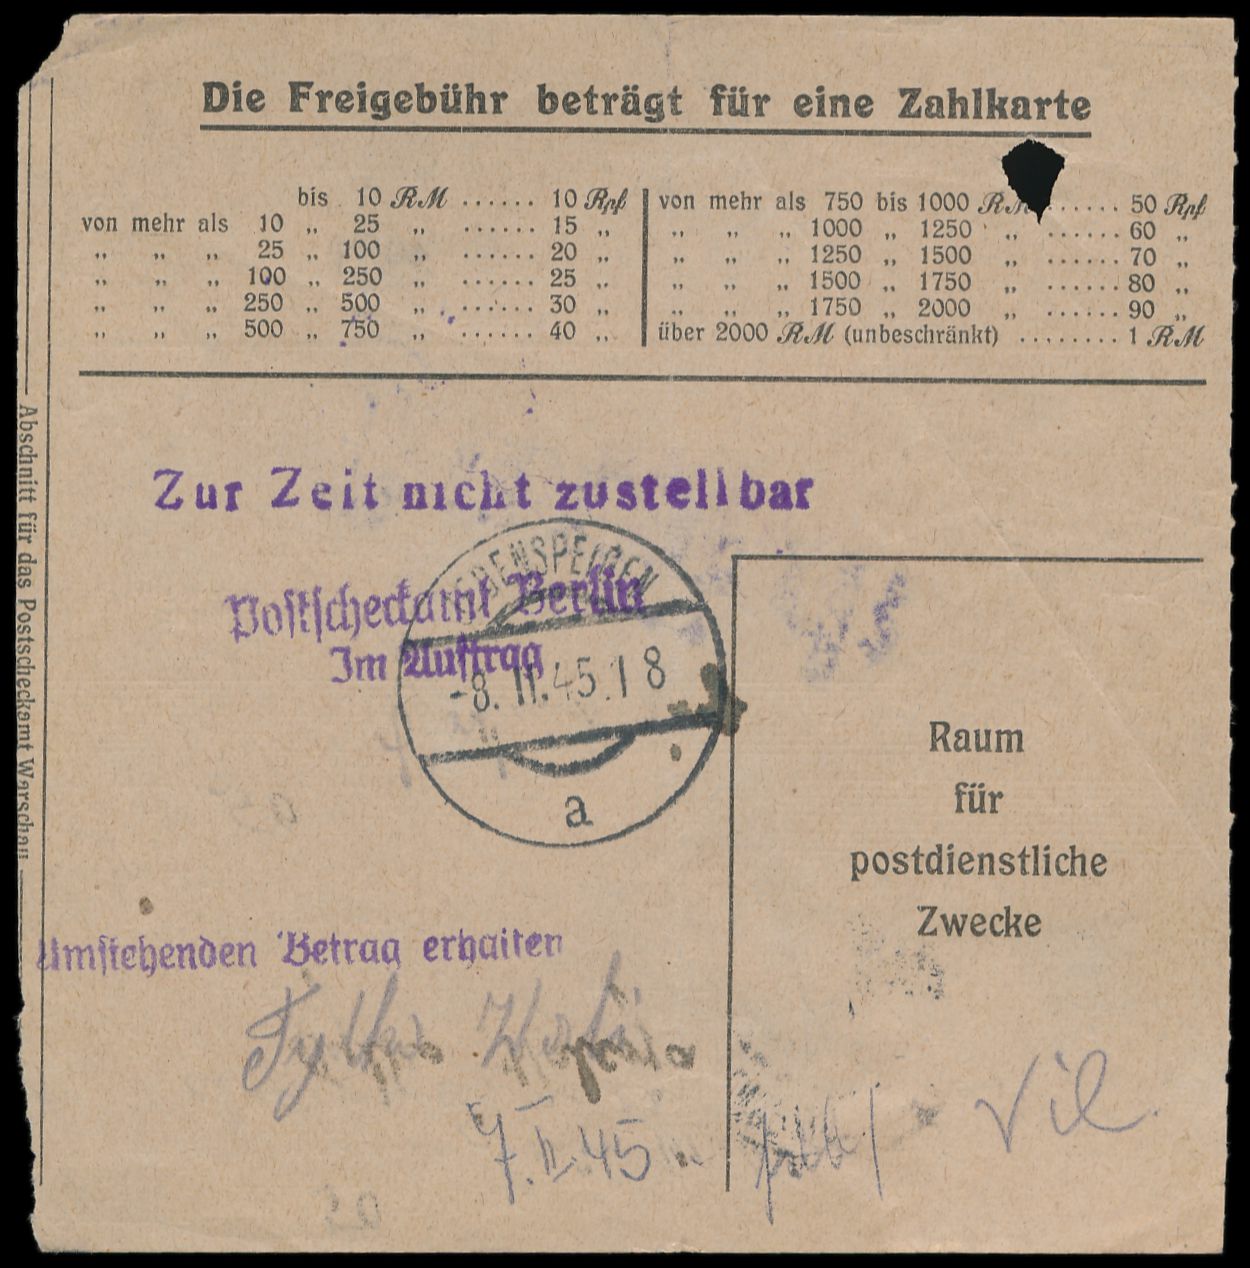 Die Freigebühr beträgt für eine Zahlkarte
bis 10 RM ...... 10 Rpf
von mehr als 10 „ 25 „ ...... 15 „
„ „ „ 25 „ 100 „ ...... 20 „
„ „ „ 100 „ 250 „ ...... 25 „
„ „ „ 250 „ 500 „ ...... 30 „
„ „ „ 500 „ 750 „ ...... 40 „
von mehr als 750 bis 1000 RM ...... 50 Rpf
„ „ „ 1000 „ 1250 „ ...... 60 „
„ „ „ 1250 „ 1500 „ ...... 70 „
„ „ „ 1500 „ 1750 „ ...... 80 „
„ „ „ 1750 „ 2000 „ ...... 90 „
über 2000 RM (unbeschränkt) ........ 1 RM
Abschnitt für das Postscheckamt Warschau
Zur Zeit nicht zustellbar
Postscheckamt Berlin
Im Auftrag
-8.11.45.18
a
Raum
für
postdienstliche
Zwecke
Umstehenden Betrag erhalten
7.II.45